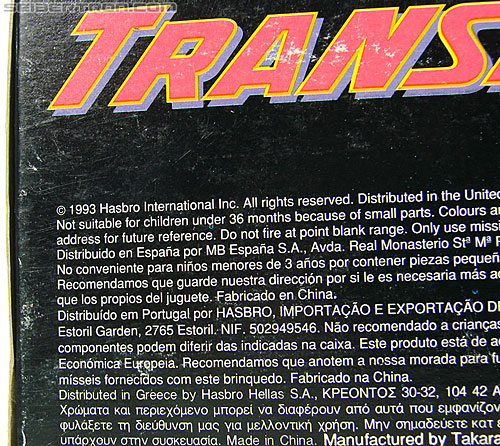 TRANS
© 1993 Hasbro International Inc. All rights reserved. Distributed in the United
Not suitable for children under 36 months because of small parts. Colours an
address for future reference. Do not fire at point blank range. Only use missi
Distribuido en España por MB España S.A., Avda. Real Monasterio Stª Mª
No conveniente para niños menores de 3 años por contener piezas pequeñ
Recomendamos que guarde nuestra dirección por si le es necesaria más ad
que los propios del juguete. Fabricado en China.
Distribuído em Portugal por HASBRO, IMPORTAÇÃO E EXPORTAÇÃO DE
Estoril Garden, 2765 Estoril. NIF. 502949546. Não recomendado a crianças
componentes podem diferir das indicadas na caixa. Este produto está de ac
Económica Europeia. Recomendamos que anotem a nossa morada para fu
mísseis fornecidos com este brinquedo. Fabricado na China.
Distributed in Greece by Hasbro Hellas S.A., ΚΡΕΟΝΤΟΣ 30-32, 104 42 Α
Χρώματα και περιεχόμενο μπορεί να διαφέρουν από αυτά που εμφανίζον
φυλάξετε τη διεύθυνση μας για μελλοντική χρήση. Μην σημαδεύετε κατ
υπάρχουν στην συσκευασία. Made in China. Manufactured by Takara